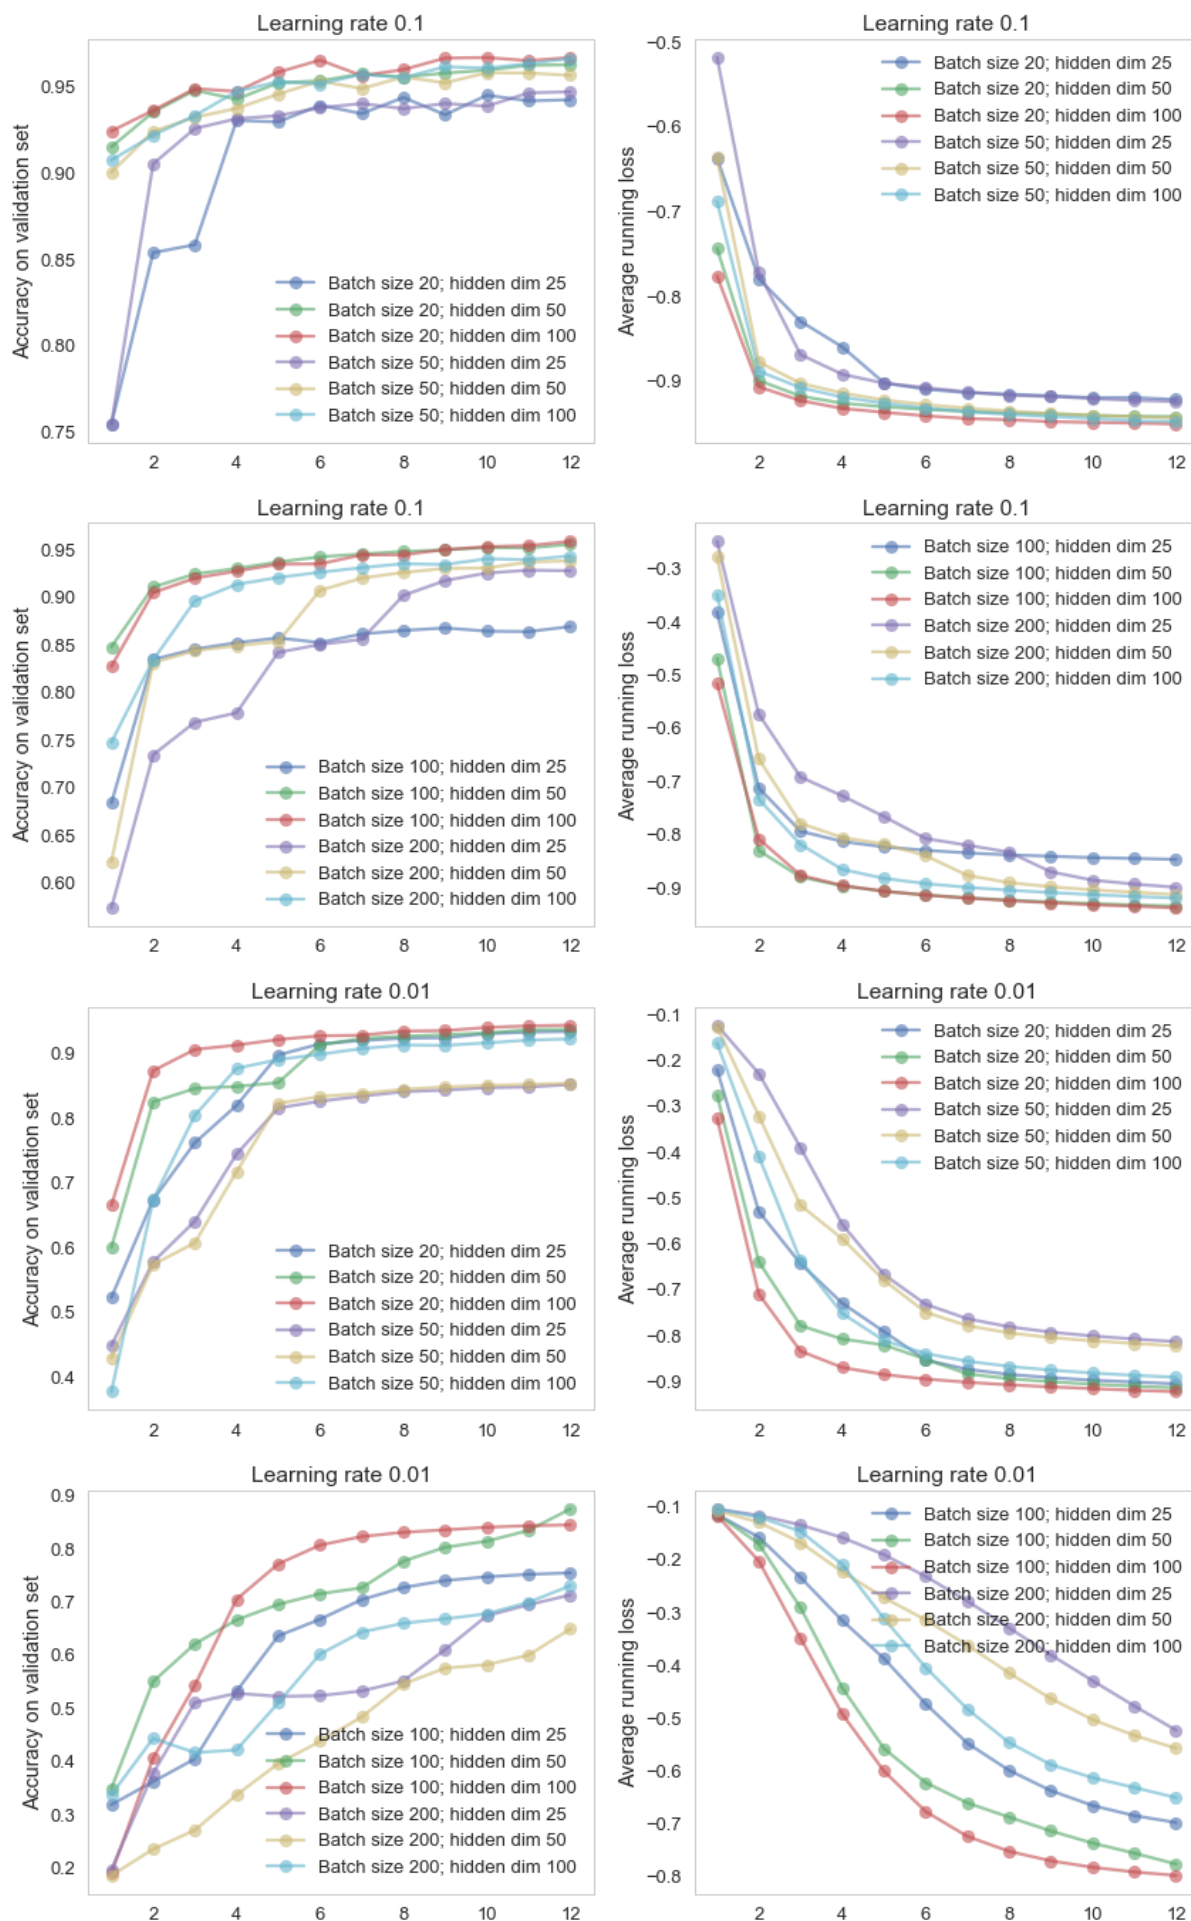 Learning rate 0.1
Accuracy on validation set
0.95
0.90
0.85
0.80
0.75
2 4 6 8 10 12
Batch size 20; hidden dim 25
Batch size 20; hidden dim 50
Batch size 20; hidden dim 100
Batch size 50; hidden dim 25
Batch size 50; hidden dim 50
Batch size 50; hidden dim 100
Learning rate 0.1
Average running loss
−0.5
−0.6
−0.7
−0.8
−0.9
2 4 6 8 10 12
Batch size 20; hidden dim 25
Batch size 20; hidden dim 50
Batch size 20; hidden dim 100
Batch size 50; hidden dim 25
Batch size 50; hidden dim 50
Batch size 50; hidden dim 100
Learning rate 0.1
Accuracy on validation set
0.95
0.90
0.85
0.80
0.75
0.70
0.65
0.60
2 4 6 8 10 12
Batch size 100; hidden dim 25
Batch size 100; hidden dim 50
Batch size 100; hidden dim 100
Batch size 200; hidden dim 25
Batch size 200; hidden dim 50
Batch size 200; hidden dim 100
Learning rate 0.1
Average running loss
−0.3
−0.4
−0.5
−0.6
−0.7
−0.8
−0.9
2 4 6 8 10 12
Batch size 100; hidden dim 25
Batch size 100; hidden dim 50
Batch size 100; hidden dim 100
Batch size 200; hidden dim 25
Batch size 200; hidden dim 50
Batch size 200; hidden dim 100
Learning rate 0.01
Accuracy on validation set
0.9
0.8
0.7
0.6
0.5
0.4
2 4 6 8 10 12
Batch size 20; hidden dim 25
Batch size 20; hidden dim 50
Batch size 20; hidden dim 100
Batch size 50; hidden dim 25
Batch size 50; hidden dim 50
Batch size 50; hidden dim 100
Learning rate 0.01
Average running loss
−0.1
−0.2
−0.3
−0.4
−0.5
−0.6
−0.7
−0.8
−0.9
2 4 6 8 10 12
Batch size 20; hidden dim 25
Batch size 20; hidden dim 50
Batch size 20; hidden dim 100
Batch size 50; hidden dim 25
Batch size 50; hidden dim 50
Batch size 50; hidden dim 100
Learning rate 0.01
Accuracy on validation set
0.9
0.8
0.7
0.6
0.5
0.4
0.3
0.2
2 4 6 8 10 12
Batch size 100; hidden dim 25
Batch size 100; hidden dim 50
Batch size 100; hidden dim 100
Batch size 200; hidden dim 25
Batch size 200; hidden dim 50
Batch size 200; hidden dim 100
Learning rate 0.01
Average running loss
−0.1
−0.2
−0.3
−0.4
−0.5
−0.6
−0.7
−0.8
2 4 6 8 10 12
Batch size 100; hidden dim 25
Batch size 100; hidden dim 50
Batch size 100; hidden dim 100
Batch size 200; hidden dim 25
Batch size 200; hidden dim 50
Batch size 200; hidden dim 100